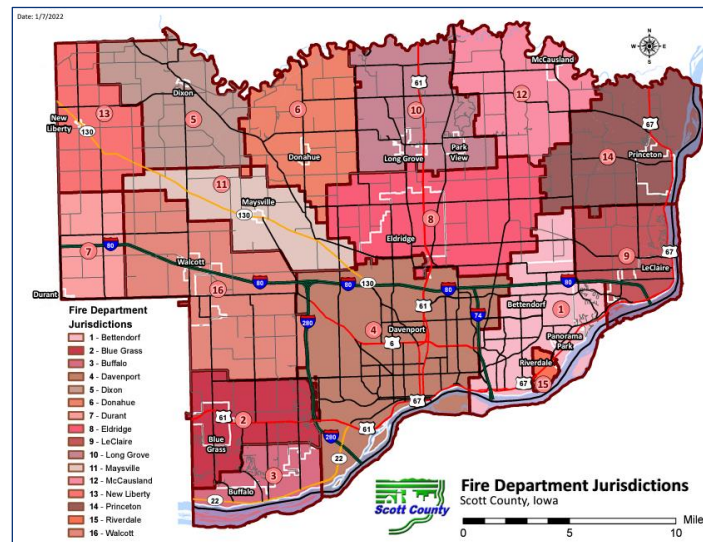 Date: 1/7/2022
N
W
E
S
61
McCausland
12
Dixon
13
New
Liberty
130
5
6
10
67
Donahue
Long Grove
Park
View
14
Princeton
11
Maysville
130
8
Eldridge
9
67
LeClaire
7
80
Walcott
80
80
130
80
80
80
Durant
16
280
61
74
Bettendorf
1
4
Davenport
6
Panorama
Park
Riverdale
67
15
67
61
2
61
Blue
Grass
280
22
3
Buffalo
22
Fire Department
Jurisdictions
1 - Bettendorf
2 - Blue Grass
3 - Buffalo
4 - Davenport
5 - Dixon
6 - Donahue
7 - Durant
8 - Eldridge
9 - LeClaire
10 - Long Grove
11 - Maysville
12 - McCausland
13 - New Liberty
14 - Princeton
15 - Riverdale
16 - Walcott
Scott County
Fire Department Jurisdictions
Scott County, Iowa
0
5
10
Mile